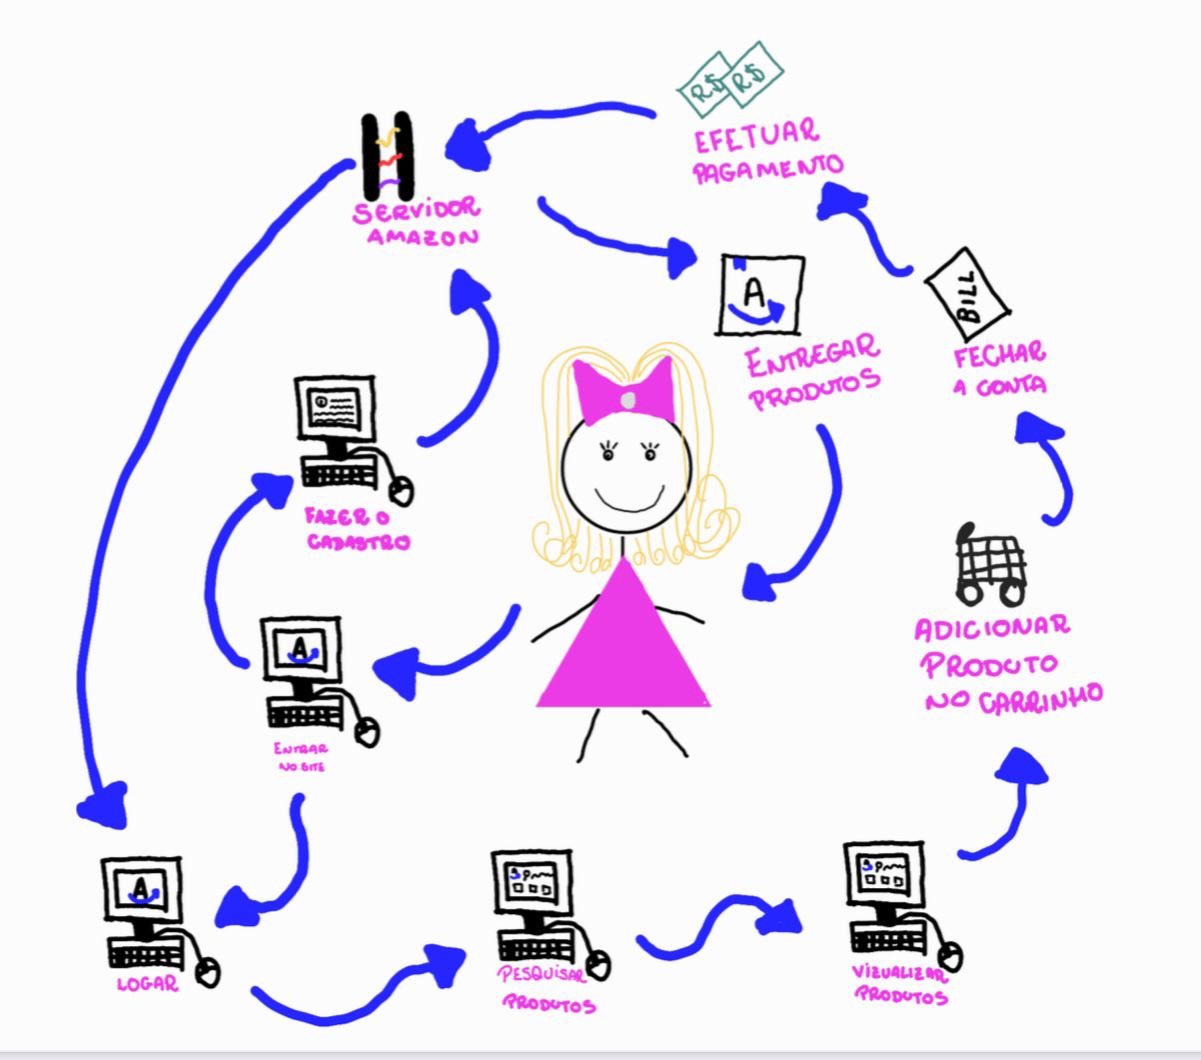 R$ R$
EFETUAR
PAGAMENTO
SERVIDOR
AMAZON
A
ENTREGAR
PRODUTOS
BILL
FECHAR
A CONTA
FAZER O
CADASTRO
A
ENTRAR
NO SITE
ADICIONAR
PRODUTO
NO CARRINHO
A
LOGAR
PESQUISAR
PRODUTOS
VIZUALIZAR
PRODUTOS